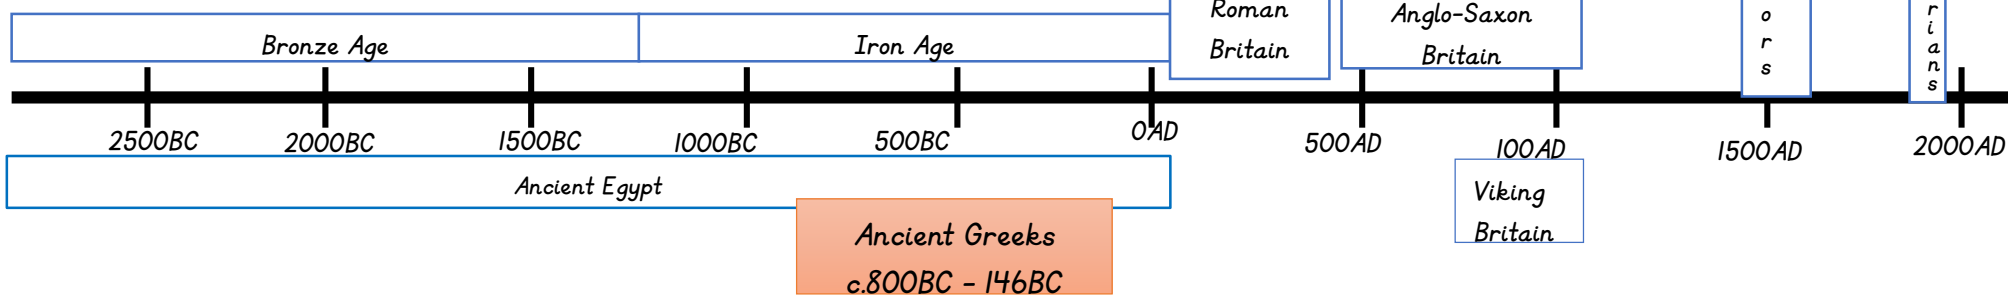 Roman
Britain
Anglo-Saxon
Britain
o
r
s
r
i
a
n
s
Bronze Age
Iron Age
2500BC
2000BC
1500BC
1000BC
500BC
0AD
500AD
100AD
1500AD
2000AD
Ancient Egypt
Viking
Britain
Ancient Greeks
c.800BC - 146BC